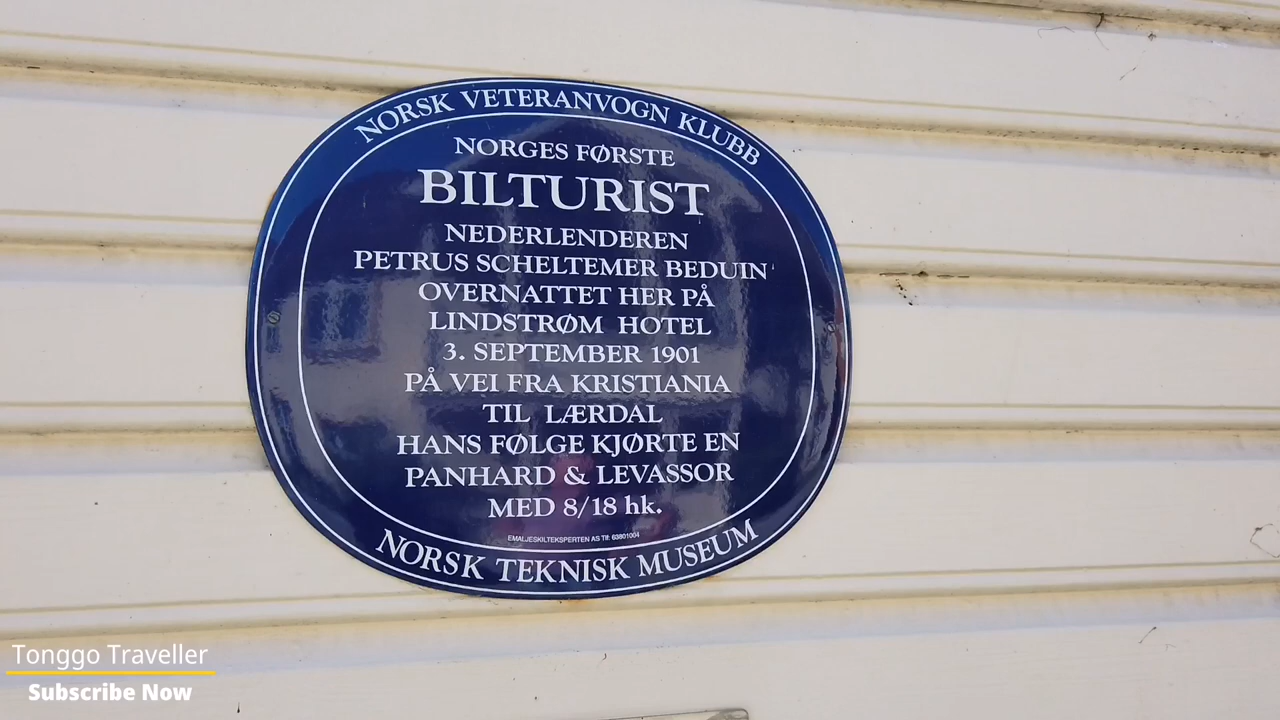 NORSK VETERANVOGN KLUBB
NORGES FØRSTE
BILTURIST
NEDERLENDEREN
PETRUS SCHELTEMER BEDUIN
OVERNATTET HER PÅ
LINDSTRØM HOTEL
3. SEPTEMBER 1901
PÅ VEI FRA KRISTIANIA
TIL LÆRDAL
HANS FØLGE KJØRTE EN
PANHARD & LEVASSOR
MED 8/18 hk.
EMALJESKILTEKSPERTEN AS Tlf: 63801004
NORSK TEKNISK MUSEUM
Tonggo Traveller
Subscribe Now